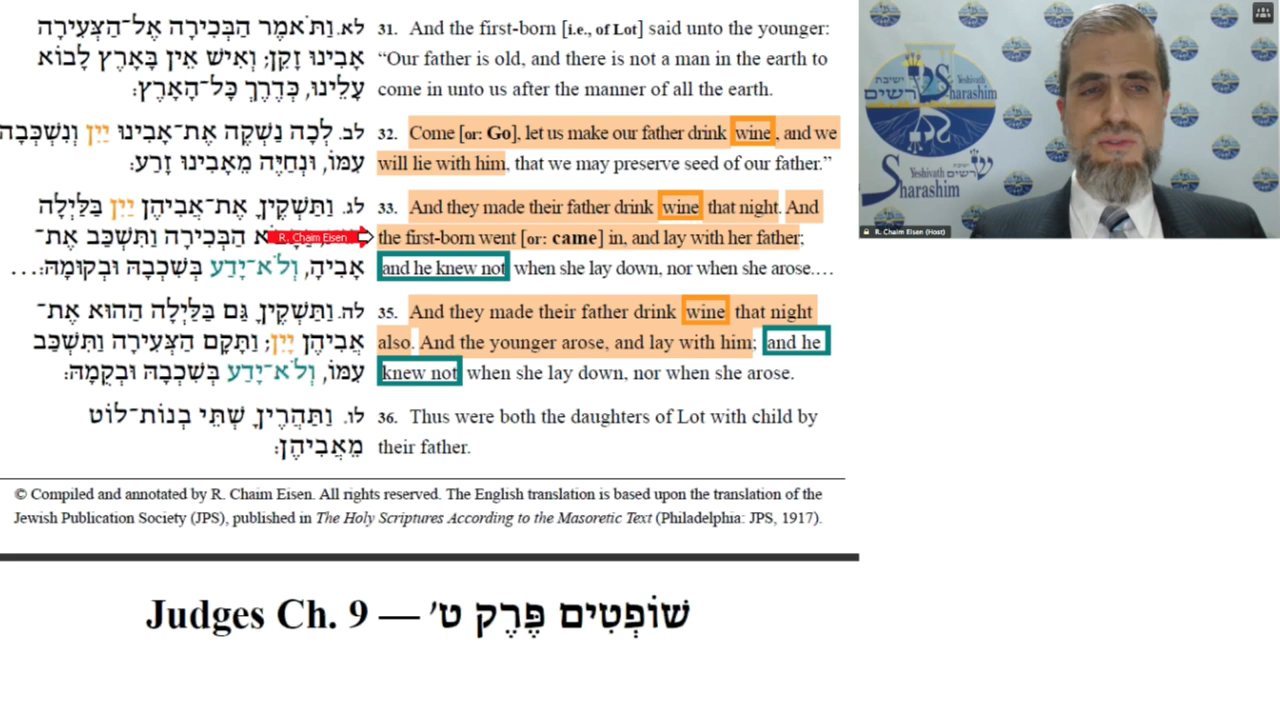 לא. וַתֹּאמֶר הַבְּכִירָה אֶל־הַצְּעִירָה
אָבִינוּ זָקֵן; וְאִישׁ אֵין בָּאָרֶץ לָבוֹא
עָלֵינוּ, כְּדֶרֶךְ כָּל־הָאָרֶץ:
31. And the first-born [i.e., of Lot] said unto the younger:
“Our father is old, and there is not a man in the earth to
come in unto us after the manner of all the earth.
לב. לְכָה נַשְׁקֶה אֶת־אָבִינוּ יַיִן וְנִשְׁכְּבָה
עִמּוֹ, וּנְחַיֶּה מֵאָבִינוּ זָרַע:
32. Come [or: Go], let us make our father drink wine, and we
will lie with him, that we may preserve seed of our father.”
לג. וַתַּשְׁקֶיןָ אֶת־אֲבִיהֶן יַיִן בַּלַּיְלָה
הַבְּכִירָה וַתִּשְׁכַּב אֶת־
אָבִיהָ, וְלֹא־יָדַע בְּשִׁכְבָהּ וּבְקוּמָהּ:...
33. And they made their father drink wine that night. And
the first-born went [or: came] in, and lay with her father;
and he knew not when she lay down, nor when she arose....
R. Chaim Eisen
לה. וַתַּשְׁקֶיןָ גַּם בַּלַּיְלָה הַהוּא אֶת־
אֲבִיהֶן יָיִן; וַתָּקָם הַצְּעִירָה וַתִּשְׁכַּב
עִמּוֹ, וְלֹא־יָדַע בְּשִׁכְבָהּ וּבְקֻמָהּ:
35. And they made their father drink wine that night
also. And the younger arose, and lay with him; and he
knew not when she lay down, nor when she arose.
לו. וַתַּהֲרֶיןָ שְׁתֵּי בְנוֹת־לוֹט
מֵאֲבִיהֶן:
36. Thus were both the daughters of Lot with child by
their father.
© Compiled and annotated by R. Chaim Eisen. All rights reserved. The English translation is based upon the translation of the
Jewish Publication Society (JPS), published in The Holy Scriptures According to the Masoretic Text (Philadelphia: JPS, 1917).
Judges Ch. 9 — שׁוֹפְטִים פֶּרֶק ט׳
ישיבת
שרשים
Yeshivath
Sharashim
Yeshivath
ישיבת
שרשים
Sharashim
R. Chaim Eisen (Host)